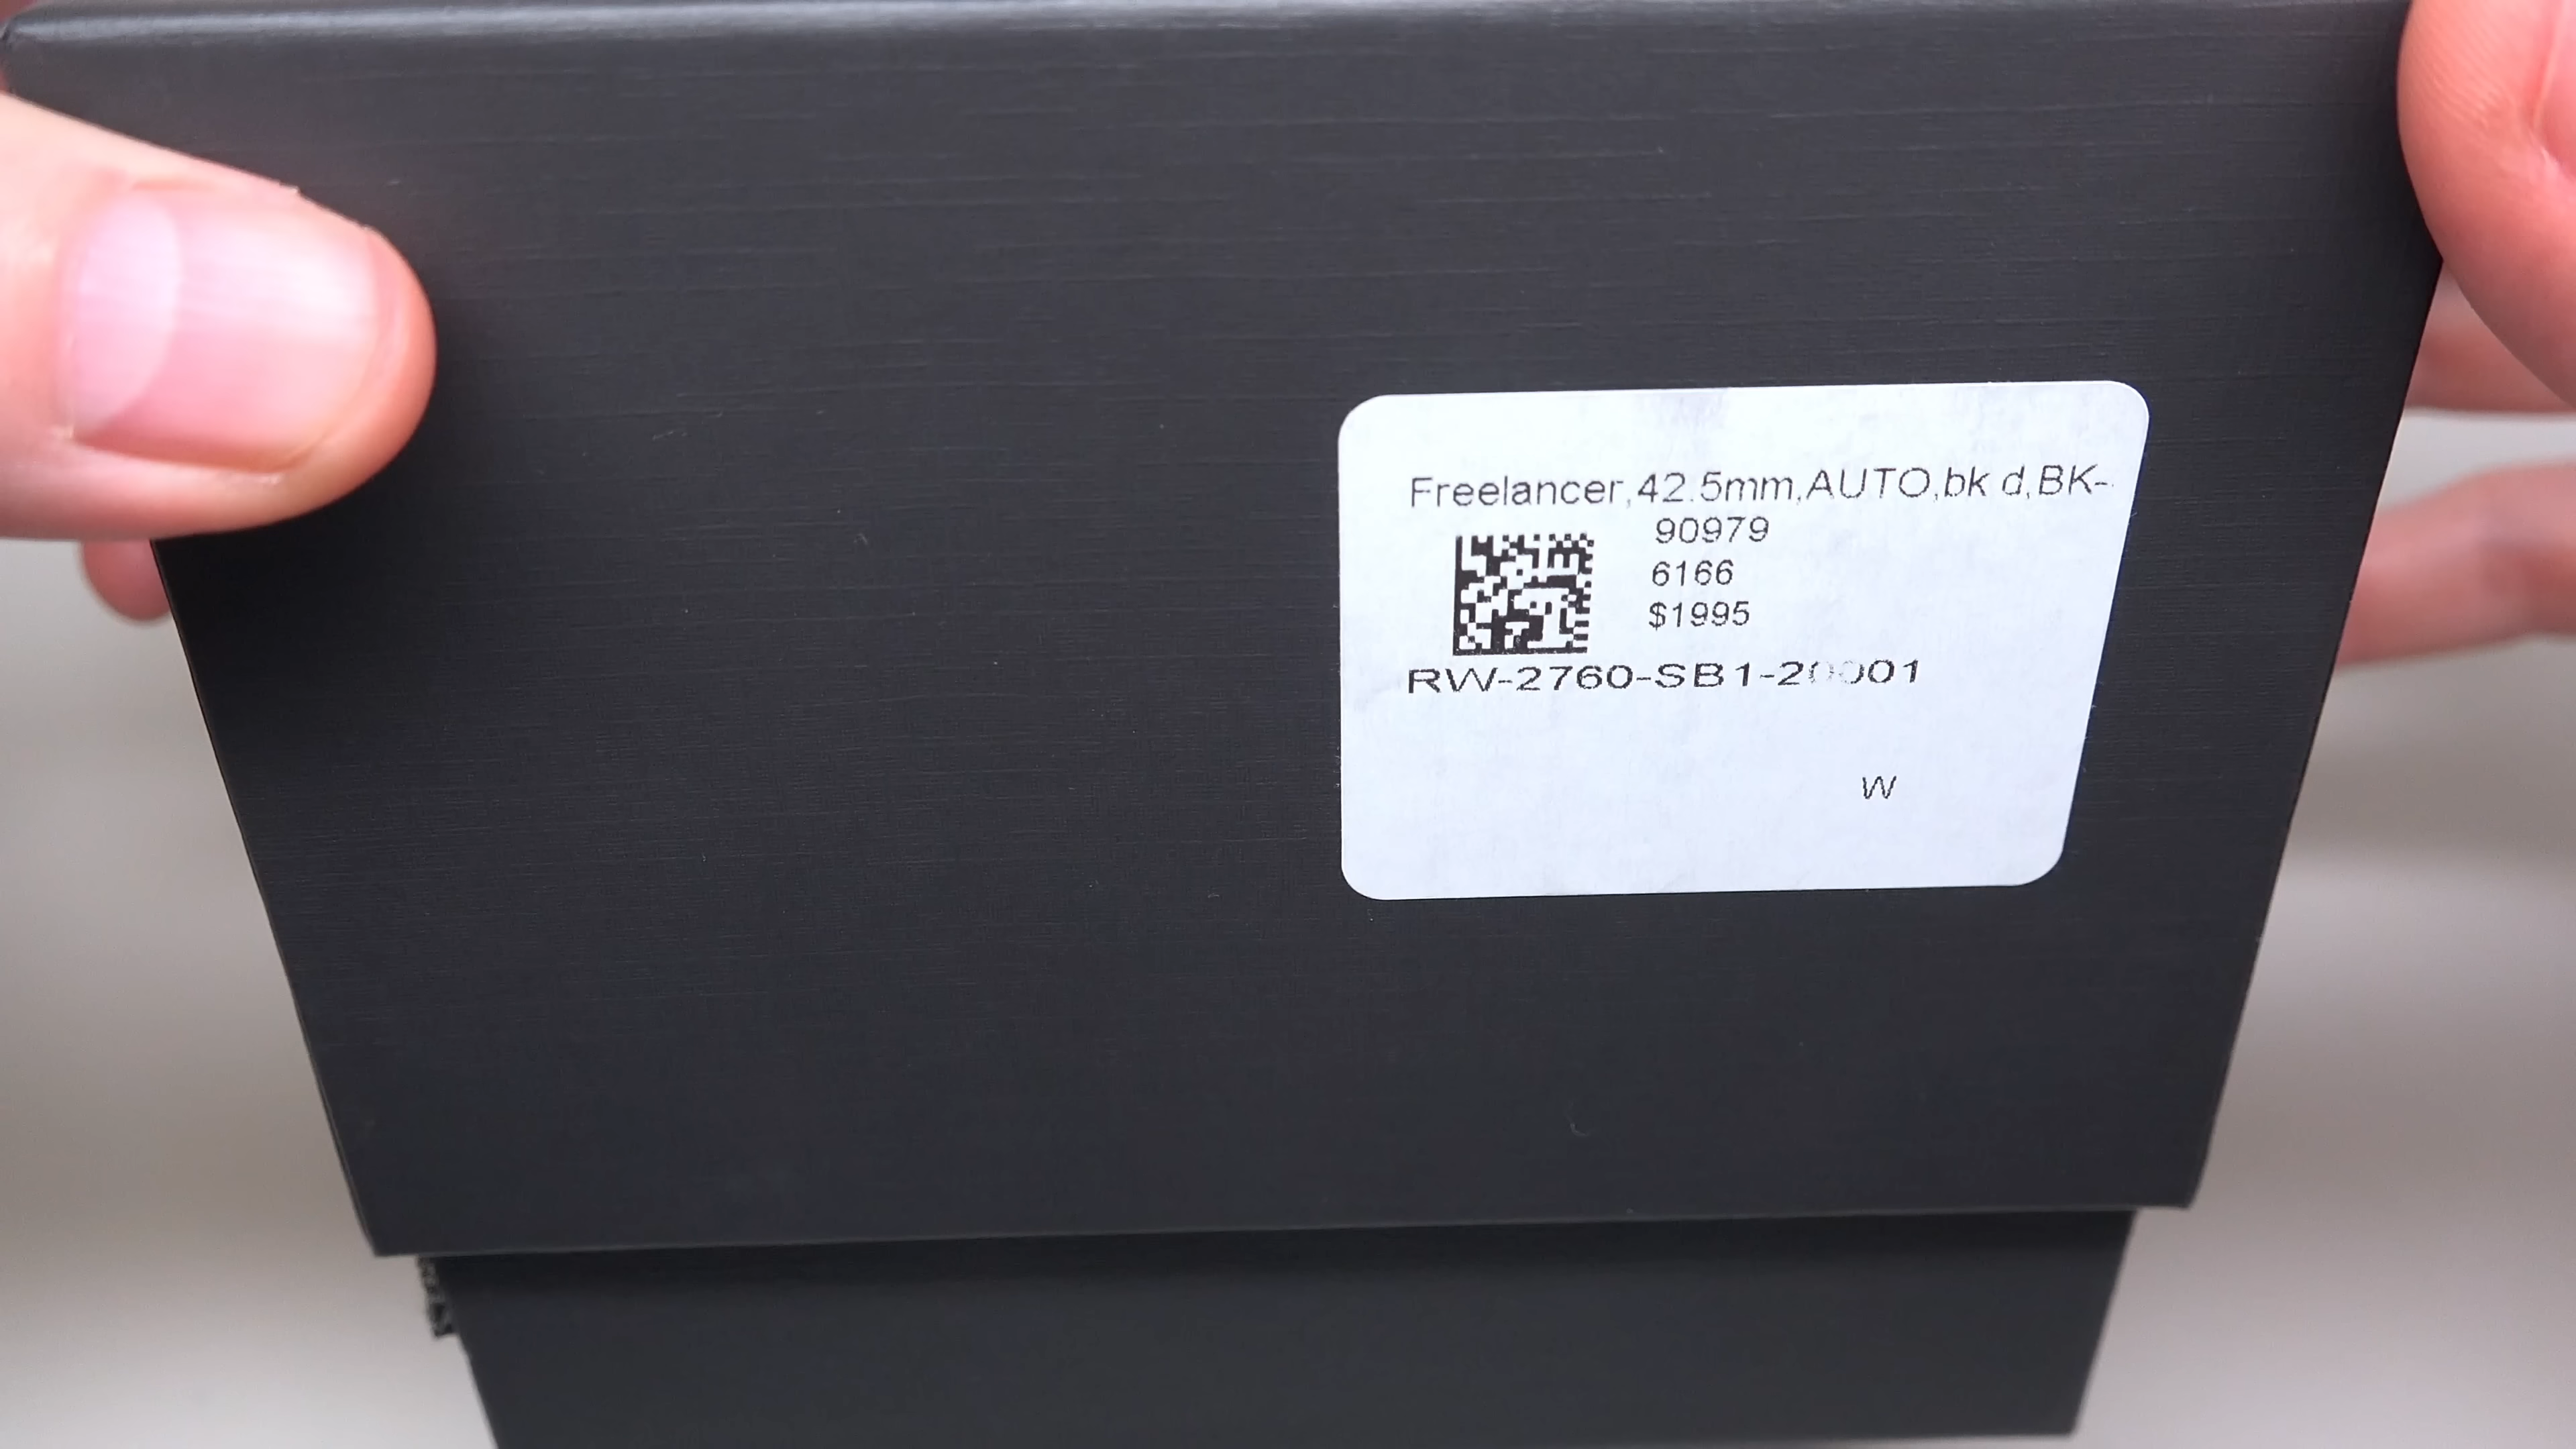 Freelancer,42.5mm,AUTO,bk d,BK-
90979
6166
$1995
RW-2760-SB1-20001
W